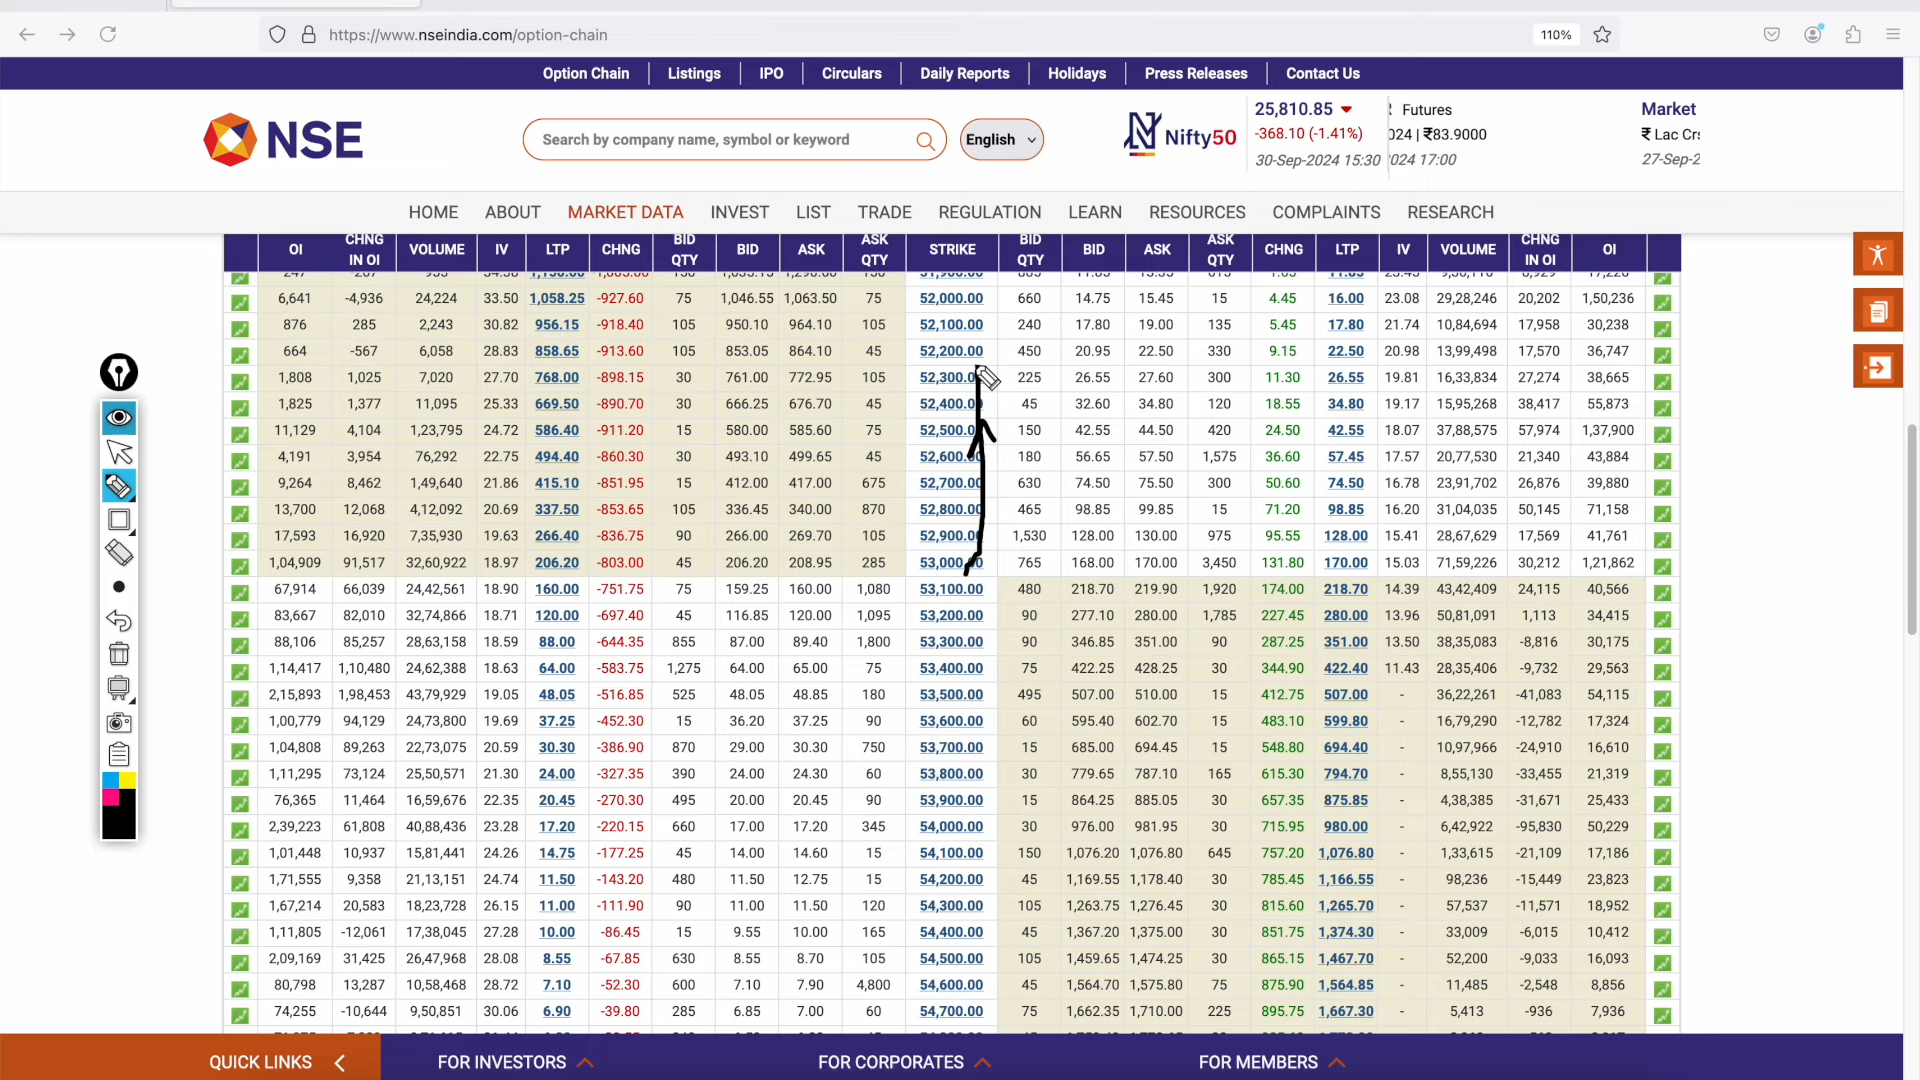 https://www.nseindia.com/option-chain
110%
Option Chain Listings IPO Circulars Daily Reports Holidays Press Releases Contact Us
NSE
Search by company name, symbol or keyword
English
Nifty50
25,810.85
-368.10 (-1.41%)
30-Sep-2024 15:30
Futures
024 | ₹83.9000
024 17:00
Market
₹ Lac Crs
27-Sep-2
HOME ABOUT MARKET DATA INVEST LIST TRADE REGULATION LEARN RESOURCES COMPLAINTS RESEARCH
OI CHNG IN OI VOLUME IV LTP CHNG BID QTY BID ASK ASK QTY STRIKE BID QTY BID ASK ASK QTY CHNG LTP IV VOLUME CHNG IN OI OI
6,641 -4,936 24,224 33.50 1,058.25 -927.60 75 1,046.55 1,063.50 75 52,000.00 660 14.75 15.45 15 4.45 16.00 23.08 29,28,246 20,202 1,50,236
876 285 2,243 30.82 956.15 -918.40 105 950.10 964.10 105 52,100.00 240 17.80 19.00 135 5.45 17.80 21.74 10,84,694 17,958 30,238
664 -567 6,058 28.83 858.65 -913.60 105 853.05 864.10 45 52,200.00 450 20.95 22.50 330 9.15 22.50 20.98 13,99,498 17,570 36,747
1,808 1,025 7,020 27.70 768.00 -898.15 30 761.00 772.95 105 52,300.0 225 26.55 27.60 300 11.30 26.55 19.81 16,33,834 27,274 38,665
1,825 1,377 11,095 25.33 669.50 -890.70 30 666.25 676.70 45 52,400.00 45 32.60 34.80 120 18.55 34.80 19.17 15,95,268 38,417 55,873
11,129 4,104 1,23,795 24.72 586.40 -911.20 15 580.00 585.60 75 52,500.0 150 42.55 44.50 420 24.50 42.55 18.07 37,88,575 57,974 1,37,900
4,191 3,954 76,292 22.75 494.40 -860.30 30 493.10 499.65 45 52,600.00 180 56.65 57.50 1,575 36.60 57.45 17.57 20,77,530 21,340 43,884
9,264 8,462 1,49,640 21.86 415.10 -851.95 15 412.00 417.00 675 52,700.00 630 74.50 75.50 300 50.60 74.50 16.78 23,91,702 26,876 39,880
13,700 12,068 4,12,092 20.69 337.50 -853.65 105 336.45 340.00 870 52,800.00 465 98.85 99.85 15 71.20 98.85 16.20 31,04,035 50,145 71,158
17,593 16,920 7,35,930 19.63 266.40 -836.75 90 266.00 269.70 105 52,900.00 1,530 128.00 130.00 975 95.55 128.00 15.41 28,67,629 17,569 41,761
1,04,909 91,517 32,60,922 18.97 206.20 -803.00 45 206.20 208.95 285 53,000.00 765 168.00 170.00 3,450 131.80 170.00 15.03 71,59,226 30,212 1,21,862
67,914 66,039 24,42,561 18.90 160.00 -751.75 75 159.25 160.00 1,080 53,100.00 480 218.70 219.90 1,920 174.00 218.70 14.39 43,42,409 24,115 40,566
83,667 82,010 32,74,866 18.71 120.00 -697.40 45 116.85 120.00 1,095 53,200.00 90 277.10 280.00 1,785 227.45 280.00 13.96 50,81,091 1,113 34,415
88,106 85,257 28,63,158 18.59 88.00 -644.35 855 87.00 89.40 1,800 53,300.00 90 346.85 351.00 90 287.25 351.00 13.50 38,35,083 -8,816 30,175
1,14,417 1,10,480 24,62,388 18.63 64.00 -583.75 1,275 64.00 65.00 75 53,400.00 75 422.25 428.25 30 344.90 422.40 11.43 28,35,406 -9,732 29,563
2,15,893 1,98,453 43,79,929 19.05 48.05 -516.85 525 48.05 48.85 180 53,500.00 495 507.00 510.00 15 412.75 507.00 - 36,22,261 -41,083 54,115
1,00,779 94,129 24,73,800 19.69 37.25 -452.30 15 36.20 37.25 90 53,600.00 60 595.40 602.70 15 483.10 599.80 - 16,79,290 -12,782 17,324
1,04,808 89,263 22,73,075 20.59 30.30 -386.90 870 29.00 30.30 750 53,700.00 15 685.00 694.45 15 548.80 694.40 - 10,97,966 -24,910 16,610
1,11,295 73,124 25,50,571 21.30 24.00 -327.35 390 24.00 24.30 60 53,800.00 30 779.65 787.10 165 615.30 794.70 - 8,55,130 -33,455 21,319
76,365 11,464 16,59,676 22.35 20.45 -270.30 495 20.00 20.45 90 53,900.00 15 864.25 885.05 30 657.35 875.85 - 4,38,385 -31,671 25,433
2,39,223 61,808 40,88,436 23.28 17.20 -220.15 660 17.00 17.20 345 54,000.00 30 976.00 981.95 30 715.95 980.00 - 6,42,922 -95,830 50,229
1,01,448 10,937 15,81,441 24.26 14.75 -177.25 45 14.00 14.60 15 54,100.00 150 1,076.20 1,076.80 645 757.20 1,076.80 - 1,33,615 -21,109 17,186
1,71,555 9,358 21,13,151 24.74 11.50 -143.20 480 11.50 12.75 15 54,200.00 45 1,169.55 1,178.40 30 785.45 1,166.55 - 98,236 -15,449 23,823
1,67,214 20,583 18,23,728 26.15 11.00 -111.90 90 11.00 11.50 120 54,300.00 105 1,263.75 1,276.45 30 815.60 1,265.70 - 57,537 -11,571 18,952
1,11,805 -12,061 17,38,045 27.28 10.00 -86.45 15 9.55 10.00 165 54,400.00 45 1,367.20 1,375.00 30 851.75 1,374.30 - 33,009 -6,015 10,412
2,09,169 31,425 26,47,968 28.08 8.55 -67.85 630 8.55 8.70 105 54,500.00 105 1,459.65 1,474.25 30 865.15 1,467.70 - 52,200 -9,033 16,093
80,798 13,287 10,58,468 28.72 7.10 -52.30 600 7.10 7.90 4,800 54,600.00 45 1,564.70 1,575.80 75 875.90 1,564.85 - 11,485 -2,548 8,856
74,255 -10,644 9,50,851 30.06 6.90 -39.80 285 6.85 7.00 60 54,700.00 75 1,662.35 1,710.00 225 895.75 1,667.30 - 5,413 -936 7,936
QUICK LINKS FOR INVESTORS FOR CORPORATES FOR MEMBERS